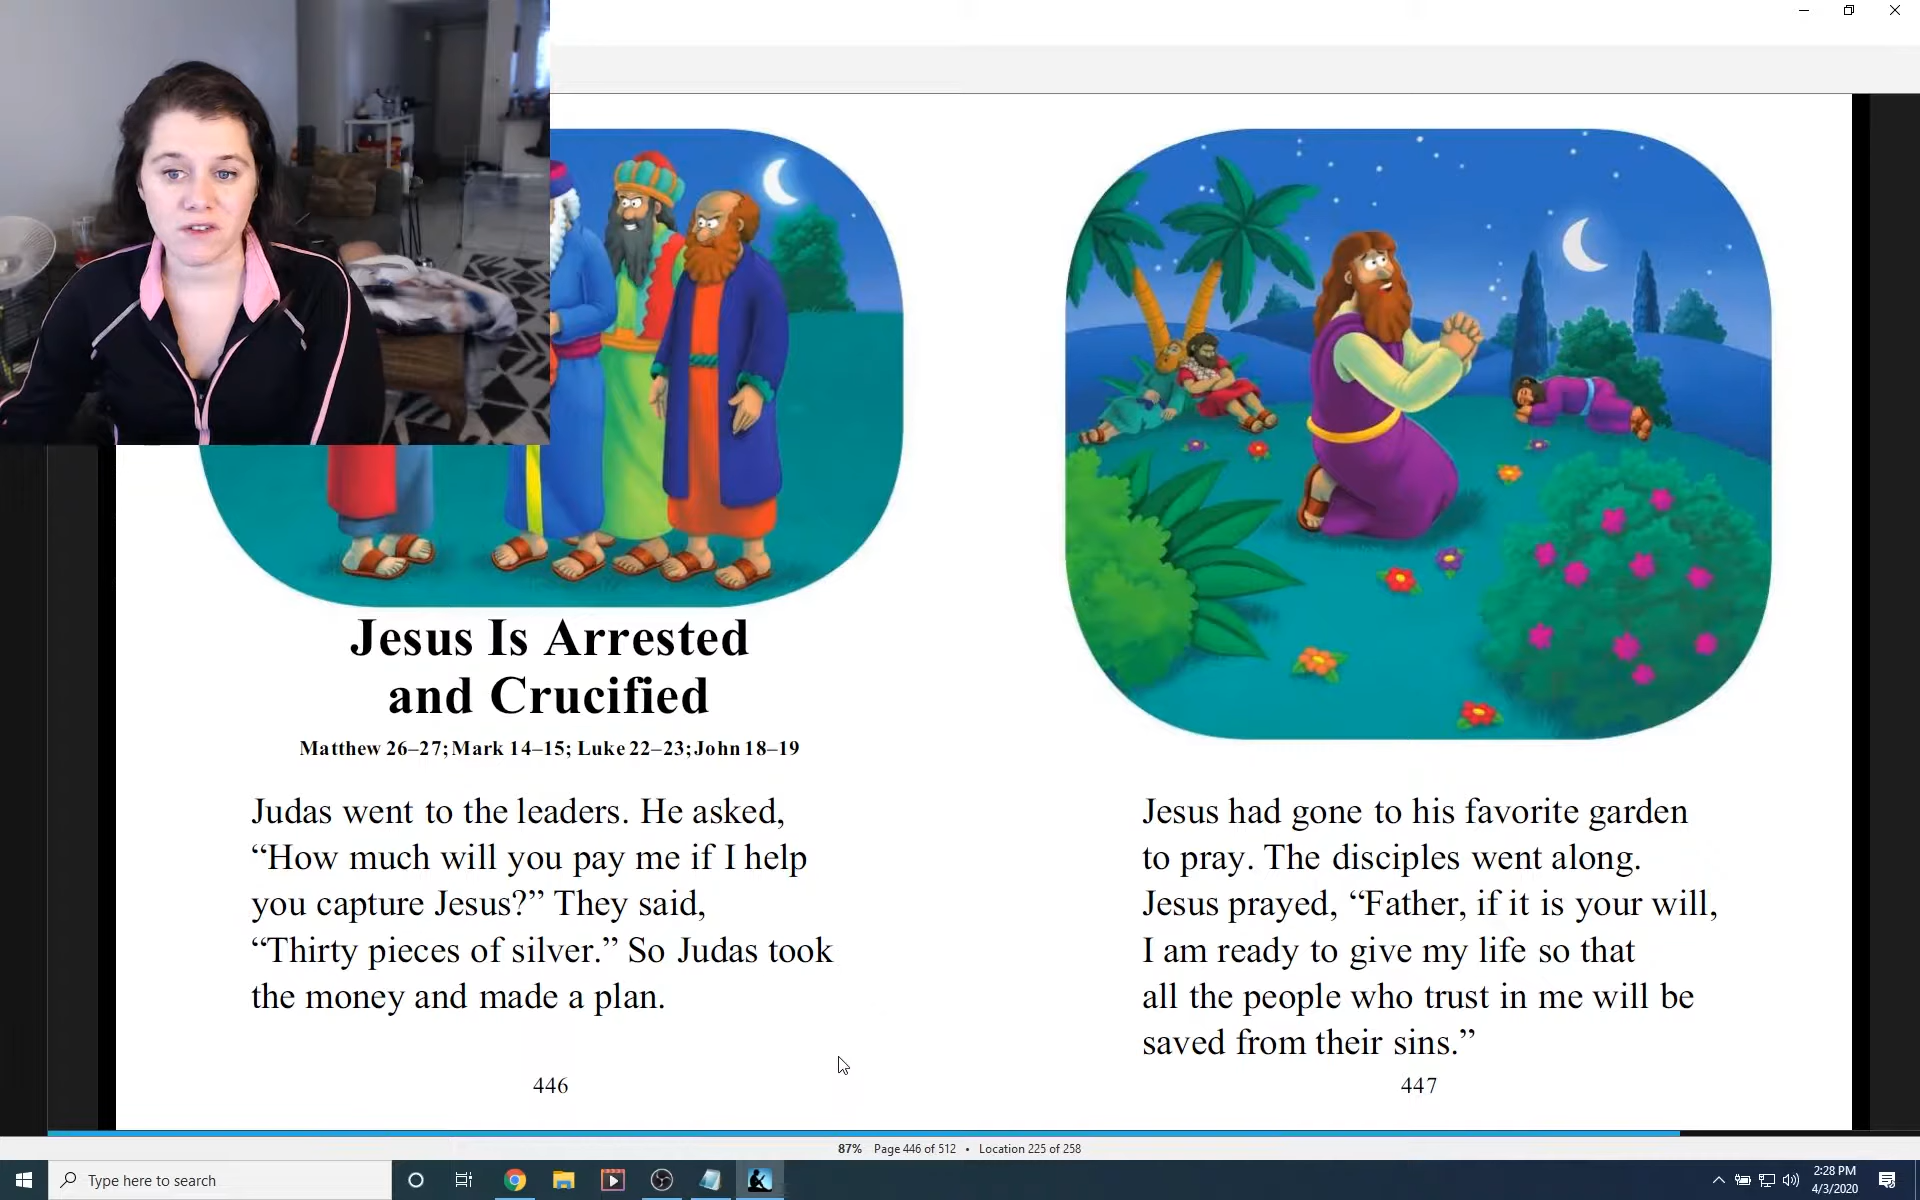 Jesus Is Arrested
and Crucified
Matthew 26–27; Mark 14–15; Luke 22–23; John 18–19
Judas went to the leaders. He asked,
“How much will you pay me if I help
you capture Jesus?” They said,
“Thirty pieces of silver.” So Judas took
the money and made a plan.
446
Jesus had gone to his favorite garden
to pray. The disciples went along.
Jesus prayed, “Father, if it is your will,
I am ready to give my life so that
all the people who trust in me will be
saved from their sins.”
447
87% Page 446 of 512 • Location 225 of 258
Type here to search
2:28 PM
4/3/2020